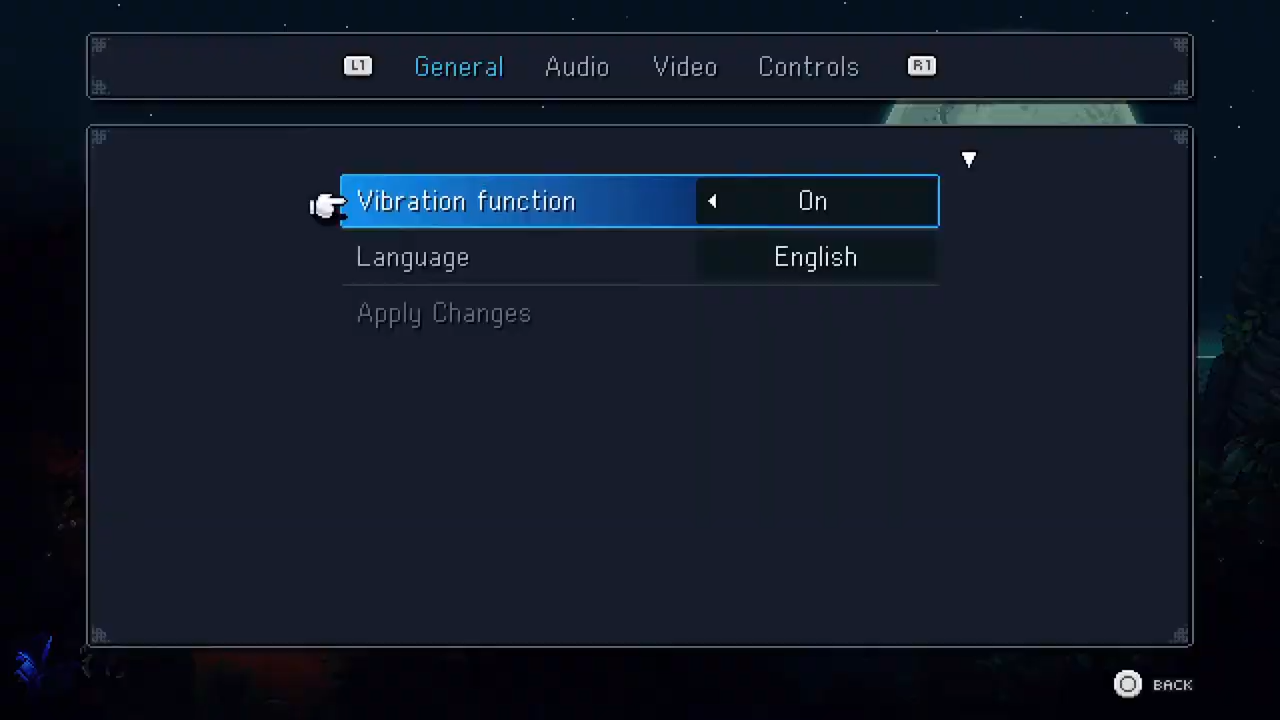 L1 General Audio Video Controls R1
Vibration function On
Language English
Apply Changes
BACK